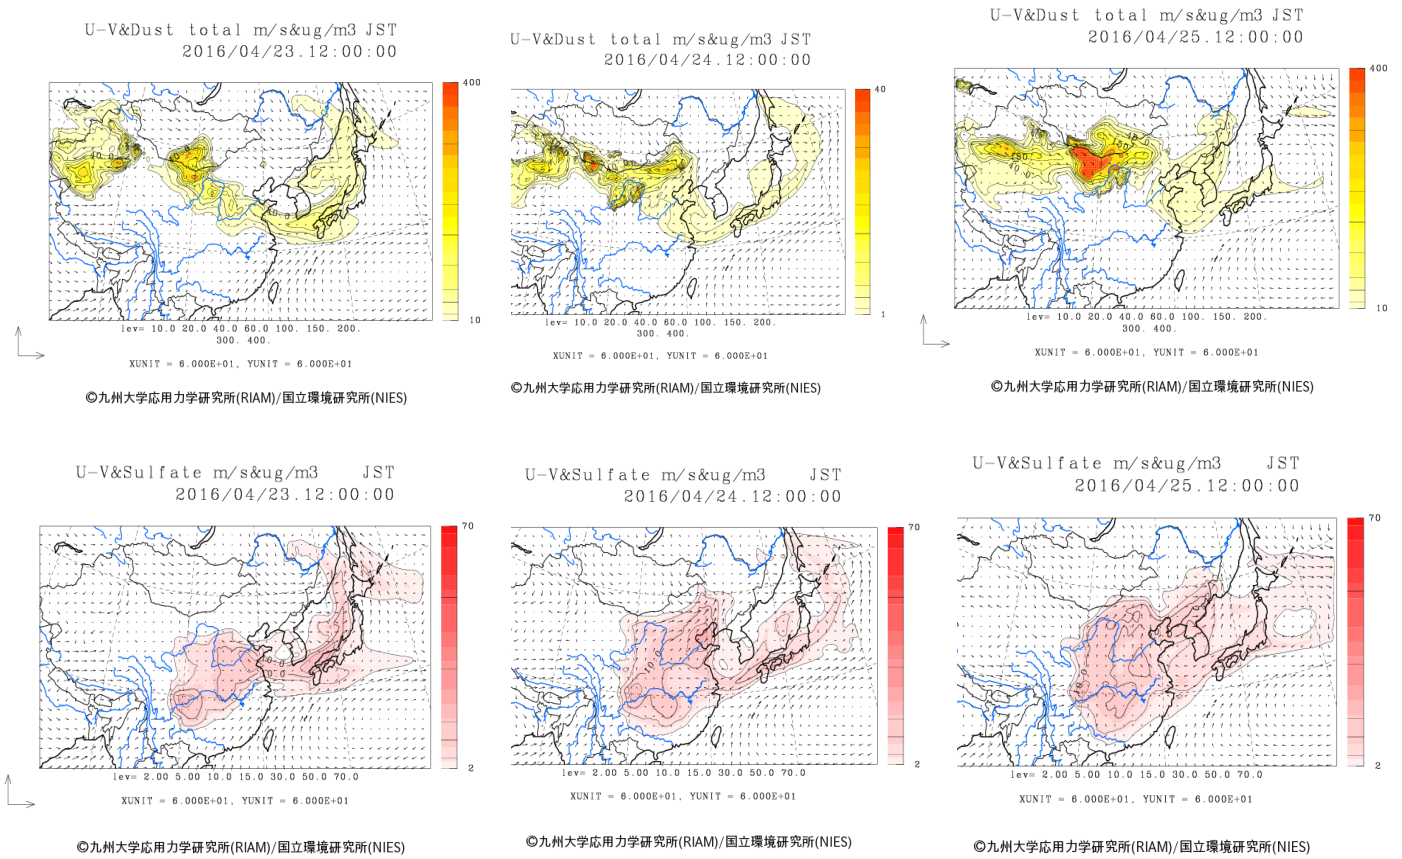 U-V&Dust total m/s&ug/m3 JST
2016/04/23.12:00:00
400
10
lev= 10.0 20.0 40.0 60.0 100. 150. 200.
300. 400.
XUNIT = 6.000E+01, YUNIT = 6.000E+01
©九州大学応用力学研究所(RIAM)/国立環境研究所(NIES)
U-V&Dust total m/s&ug/m3 JST
2016/04/24.12:00:00
40
1
lev= 10.0 20.0 40.0 60.0 100. 150. 200.
300. 400.
XUNIT = 6.000E+01, YUNIT = 6.000E+01
©九州大学応用力学研究所(RIAM)/国立環境研究所(NIES)
U-V&Dust total m/s&ug/m3 JST
2016/04/25.12:00:00
400
10
lev= 10.0 20.0 40.0 60.0 100. 150. 200.
300. 400.
XUNIT = 6.000E+01, YUNIT = 6.000E+01
©九州大学応用力学研究所(RIAM)/国立環境研究所(NIES)
U-V&Sulfate m/s&ug/m3 JST
2016/04/23.12:00:00
70
2
lev= 2.00 5.00 10.0 15.0 30.0 50.0 70.0
XUNIT = 6.000E+01, YUNIT = 6.000E+01
©九州大学応用力学研究所(RIAM)/国立環境研究所(NIES)
U-V&Sulfate m/s&ug/m3 JST
2016/04/24.12:00:00
70
2
lev= 2.00 5.00 10.0 15.0 30.0 50.0 70.0
XUNIT = 6.000E+01, YUNIT = 6.000E+01
©九州大学応用力学研究所(RIAM)/国立環境研究所(NIES)
U-V&Sulfate m/s&ug/m3 JST
2016/04/25.12:00:00
70
2
lev= 2.00 5.00 10.0 15.0 30.0 50.0 70.0
XUNIT = 6.000E+01, YUNIT = 6.000E+01
©九州大学応用力学研究所(RIAM)/国立環境研究所(NIES)